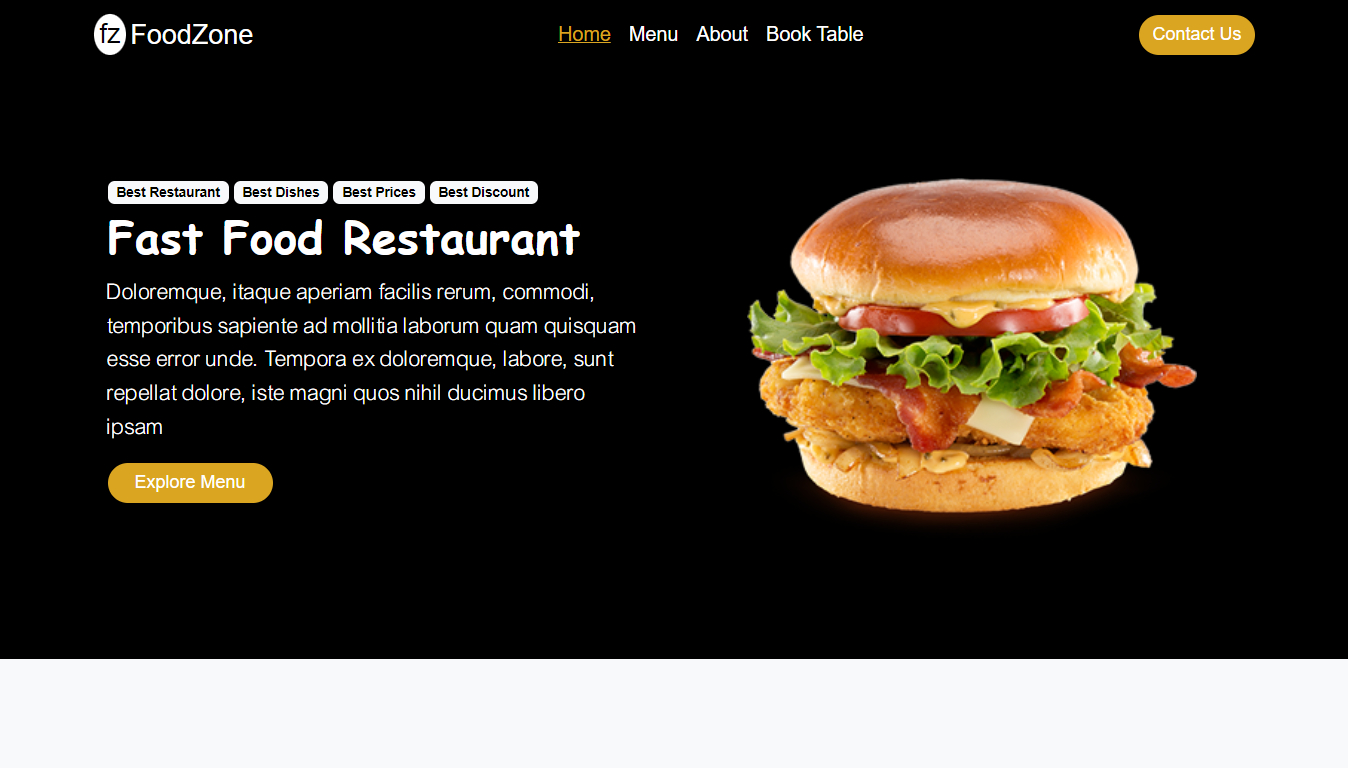 fz FoodZone Home Menu About Book Table Contact Us
Best Restaurant Best Dishes Best Prices Best Discount
Fast Food Restaurant
Doloremque, itaque aperiam facilis rerum, commodi,
temporibus sapiente ad mollitia laborum quam quisquam
esse error unde. Tempora ex doloremque, labore, sunt
repellat dolore, iste magni quos nihil ducimus libero
ipsam
Explore Menu